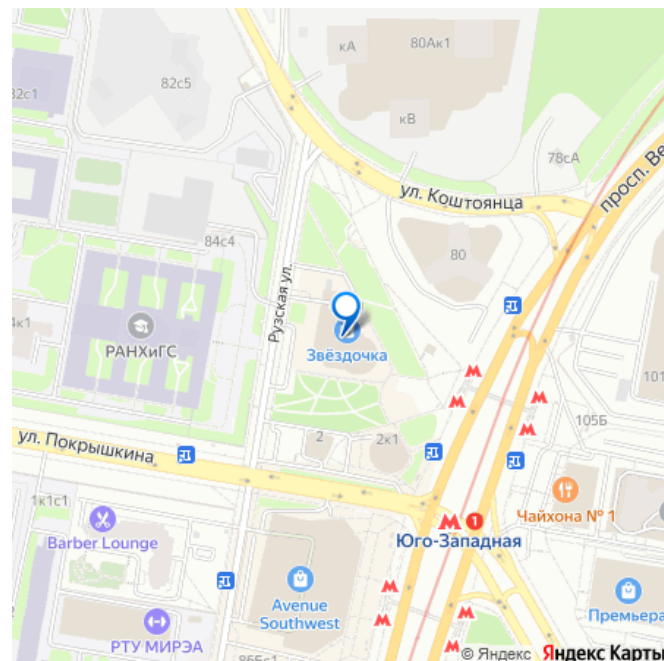 кА
80Ак1
82с5
32с1
кВ
78сА
просп. Ве
ул. Коштоянца
84с4
80
Рузская ул.
4к1
РАНХиГС
Звёздочка
101
105Б
ул. Покрышкина
2
2к1
1к1с1
Чайхона № 1
Barber Lounge
1
Юго-Западная
Avenue
Southwest
Премьера
РТУ МИРЭА
86Бс1
© Яндекс Яндекс Карты